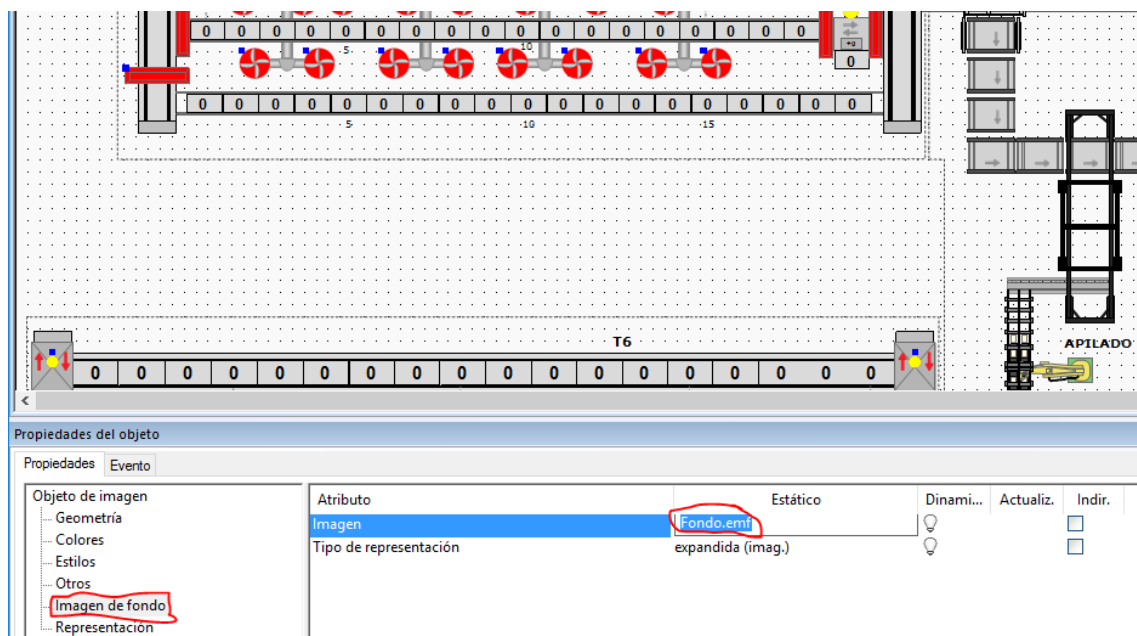 0 0 0 0 0 0 0 0 0 0 0 0 0 0 0 0 0
5 10
+u
0
0 0 0 0 0 0 0 0 0 0 0 0 0 0 0 0 0 0 0
5 10 15
T6
APILADO
0 0 0 0 0 0 0 0 0 0 0 0 0 0 0 0 0 0
Propiedades del objeto
Propiedades Evento
Objeto de imagen
Geometría
Colores
Estilos
Otros
Imagen de fondo
Representación
Atributo Estático Dinami... Actualiz. Indir.
Imagen Fondo.emf
Tipo de representación expandida (imag.)